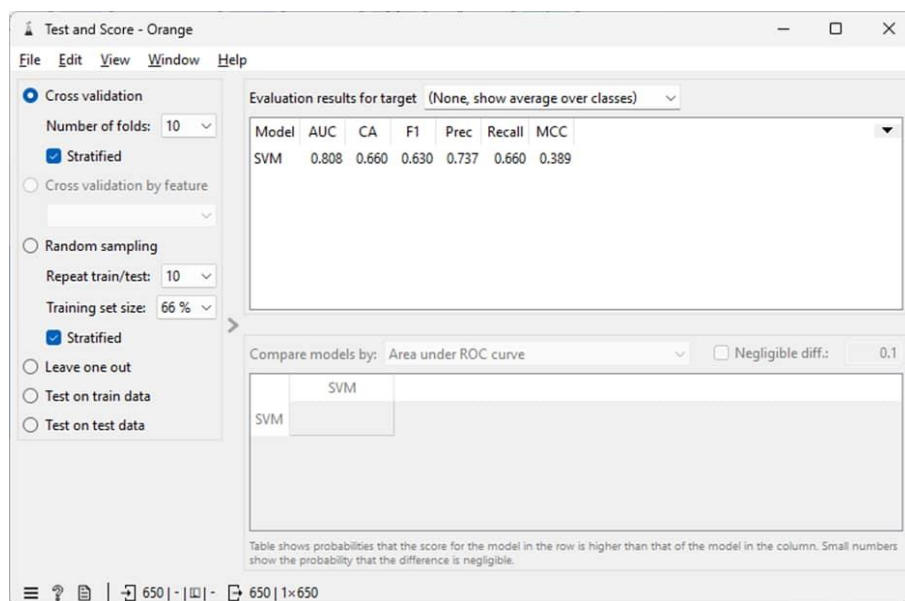 Test and Score - Orange
File Edit View Window Help
Cross validation
Number of folds: 10
Stratified
Cross validation by feature
Random sampling
Repeat train/test: 10
Training set size: 66 %
Stratified
Leave one out
Test on train data
Test on test data
Evaluation results for target (None, show average over classes)
Model AUC CA F1 Prec Recall MCC
SVM 0.808 0.660 0.630 0.737 0.660 0.389
Compare models by: Area under ROC curve Negligible diff.: 0.1
SVM
SVM
Table shows probabilities that the score for the model in the row is higher than that of the model in the column. Small numbers
show the probability that the difference is negligible.
650 | - | - 650 | 1×650